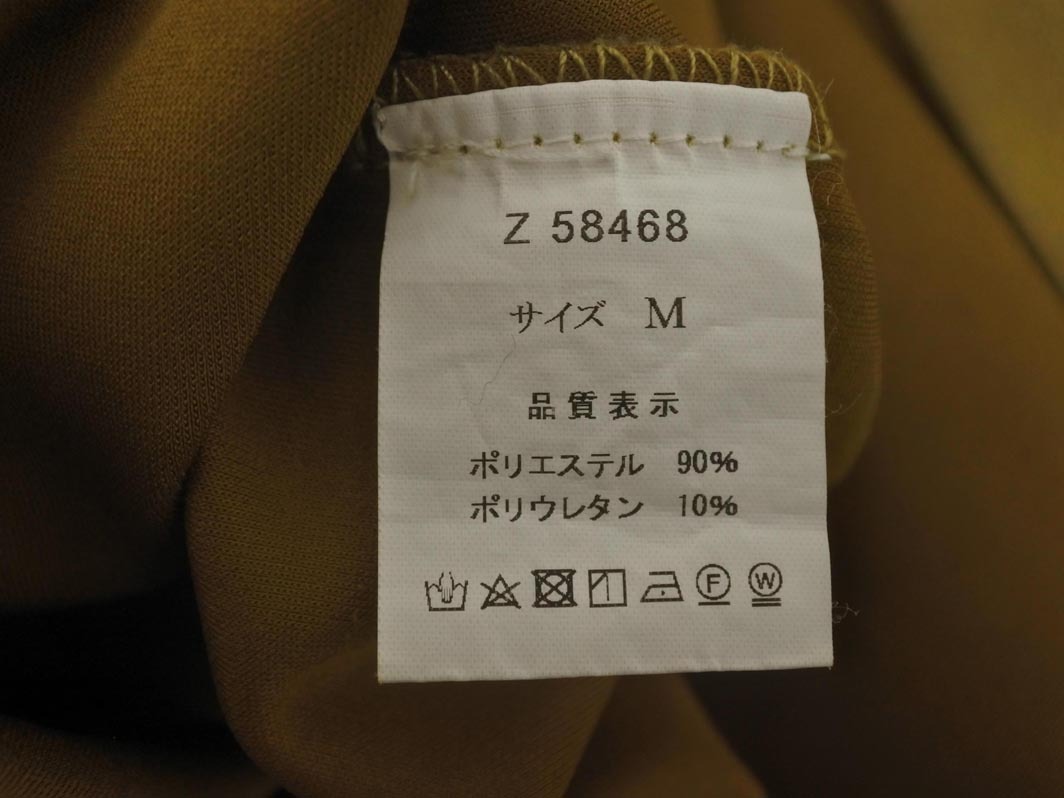 Z 58468
サイズ M
品質表示
ポリエステル 90%
ポリウレタン 10%
F W